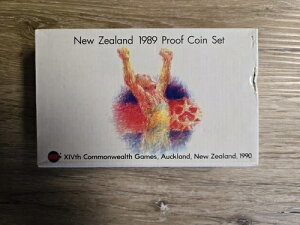 New Zealand 1989 Proof Coin Set
XIVth Commonwealth Games, Auckland, New Zealand, 1990